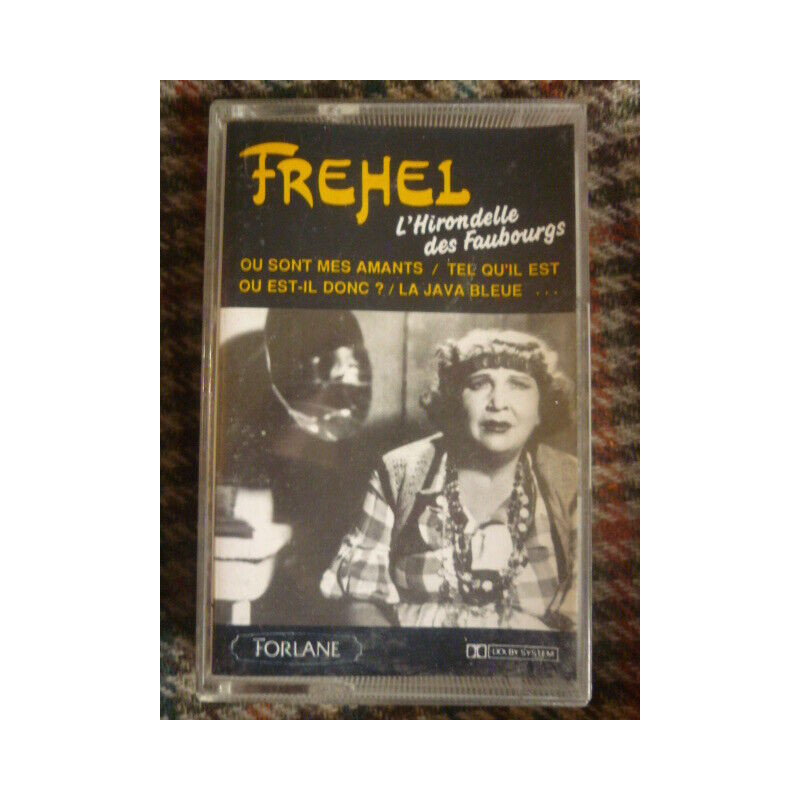 FREHEL
L'Hirondelle
des Faubourgs
OU SONT MES AMANTS / TEL QU'IL EST
OU EST-IL DONC ? / LA JAVA BLEUE ...
FORLANE
DOLBY SYSTEM